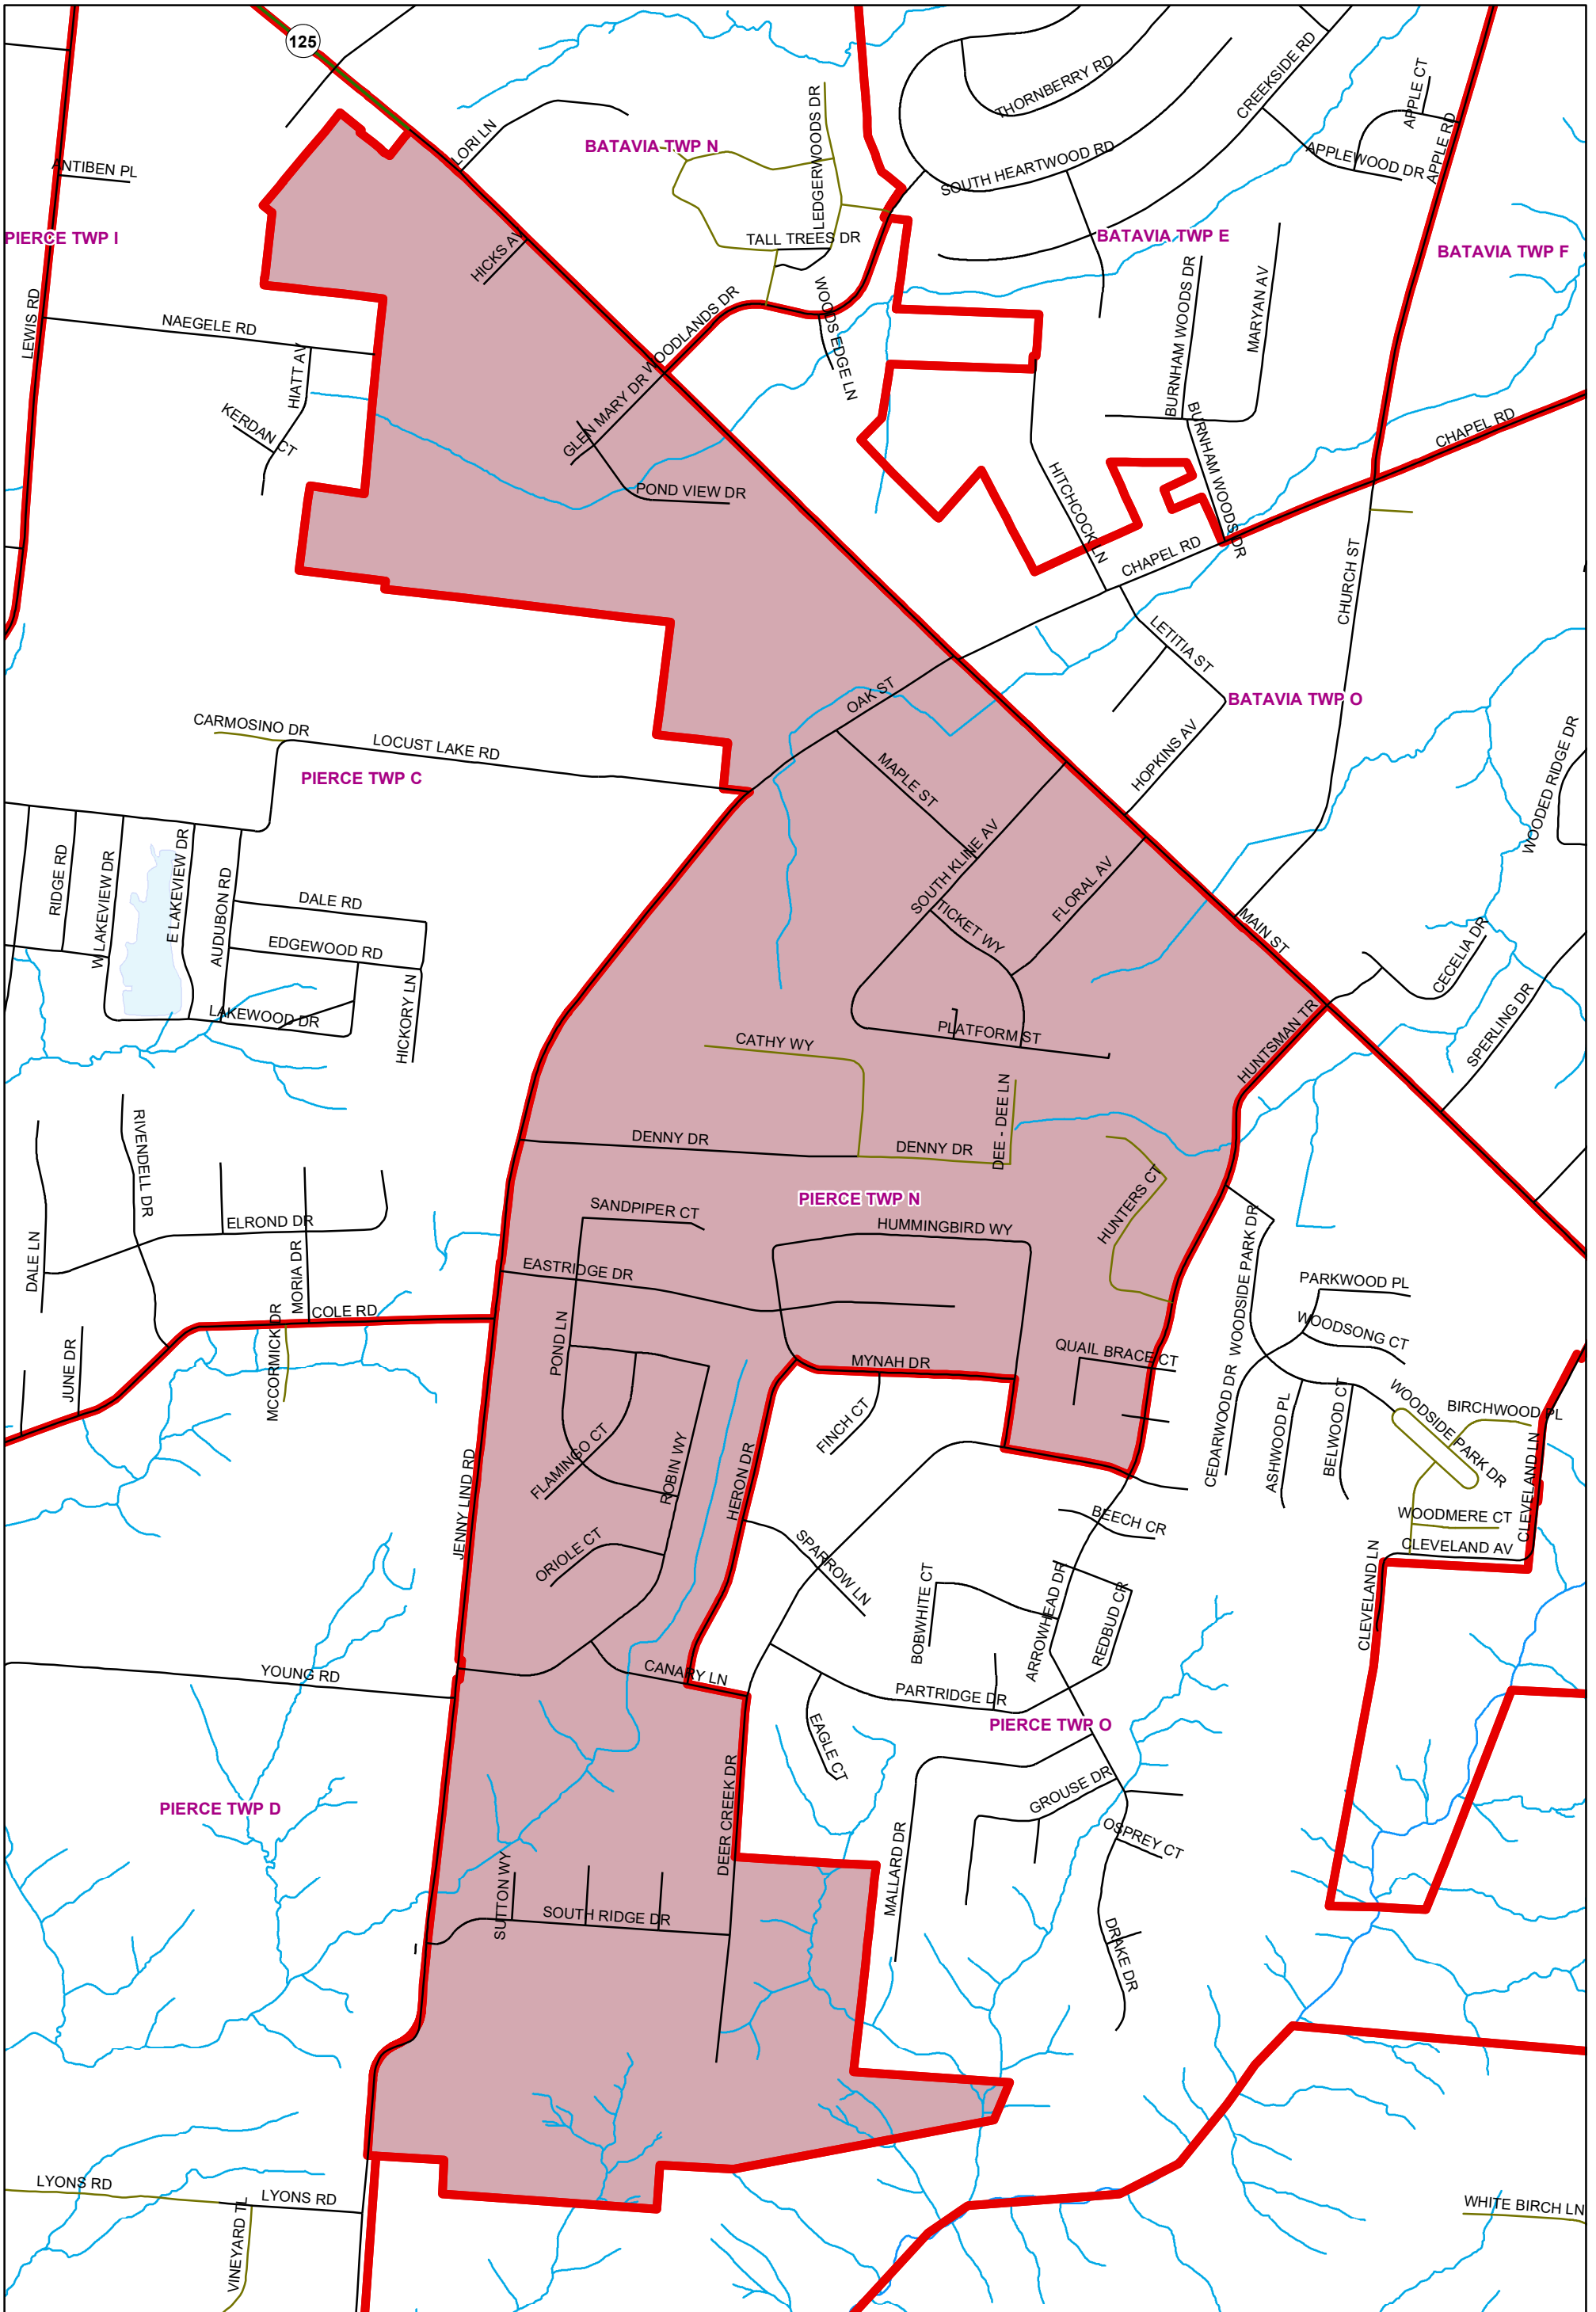 125
THORNBERRY RD
CREEKSIDE RD
APPLE CT
APPLE RD
LORI LN
BATAVIA TWP N
LEDGERWOODS DR
SOUTH HEARTWOOD RD
APPLEWOOD DR
ANTIBEN PL
PIERCE TWP I
HICKS AV
TALL TREES DR
BATAVIA TWP E
BATAVIA TWP F
LEWIS RD
NAEGELE RD
WOODLANDS DR
WOODS EDGE LN
BURNHAM WOODS DR
MARYAN AV
HIATT AV
KERDAN CT
GLEN MARY DR
BURNHAM WOODS DR
CHAPEL RD
POND VIEW DR
HITCHCOCK LN
CHAPEL RD
CHURCH ST
LETITIA ST
OAK ST
BATAVIA TWP O
CARMOSINO DR
LOCUST LAKE RD
PIERCE TWP C
MAPLE ST
HOPKINS AV
WOODED RIDGE DR
RIDGE RD
W LAKEVIEW DR
E LAKEVIEW DR
AUDUBON RD
DALE RD
EDGEWOOD RD
SOUTH KLINE AV
TICKET WY
FLORAL AV
MAIN ST
CECELIA DR
LAKEWOOD DR
HICKORY LN
PLATFORM ST
CATHY WY
HUNTSMAN TR
SPERLING DR
DEE - DEE LN
RIVENDELL DR
DENNY DR
DENNY DR
PIERCE TWP N
SANDPIPER CT
HUMMINGBIRD WY
HUNTERS CT
DALE LN
ELROND DR
MORIA DR
EASTRIDGE DR
WOODSIDE PARK DR
PARKWOOD PL
COLE RD
MCCORMICK DR
JUNE DR
POND LN
MYNAH DR
QUAIL BRACE CT
WOODSONG CT
CEDARWOOD DR
ASHWOOD PL
BELWOOD CT
WOODSIDE PARK DR
BIRCHWOOD PL
FINCH CT
FLAMINGO CT
ROBIN WY
HERON DR
JENNY LIND RD
BEECH CR
WOODMERE CT
CLEVELAND LN
CLEVELAND AV
ORIOLE CT
SPARROW LN
BOBWHITE CT
ARROWHEAD DR
REDBUD CR
CLEVELAND LN
YOUNG RD
CANARY LN
PARTRIDGE DR
PIERCE TWP O
EAGLE CT
PIERCE TWP D
DEER CREEK DR
GROUSE DR
MALLARD DR
OSPREY CT
SUTTON WY
SOUTH RIDGE DR
DRAKE DR
LYONS RD
LYONS RD
VINEYARD TL
WHITE BIRCH LN